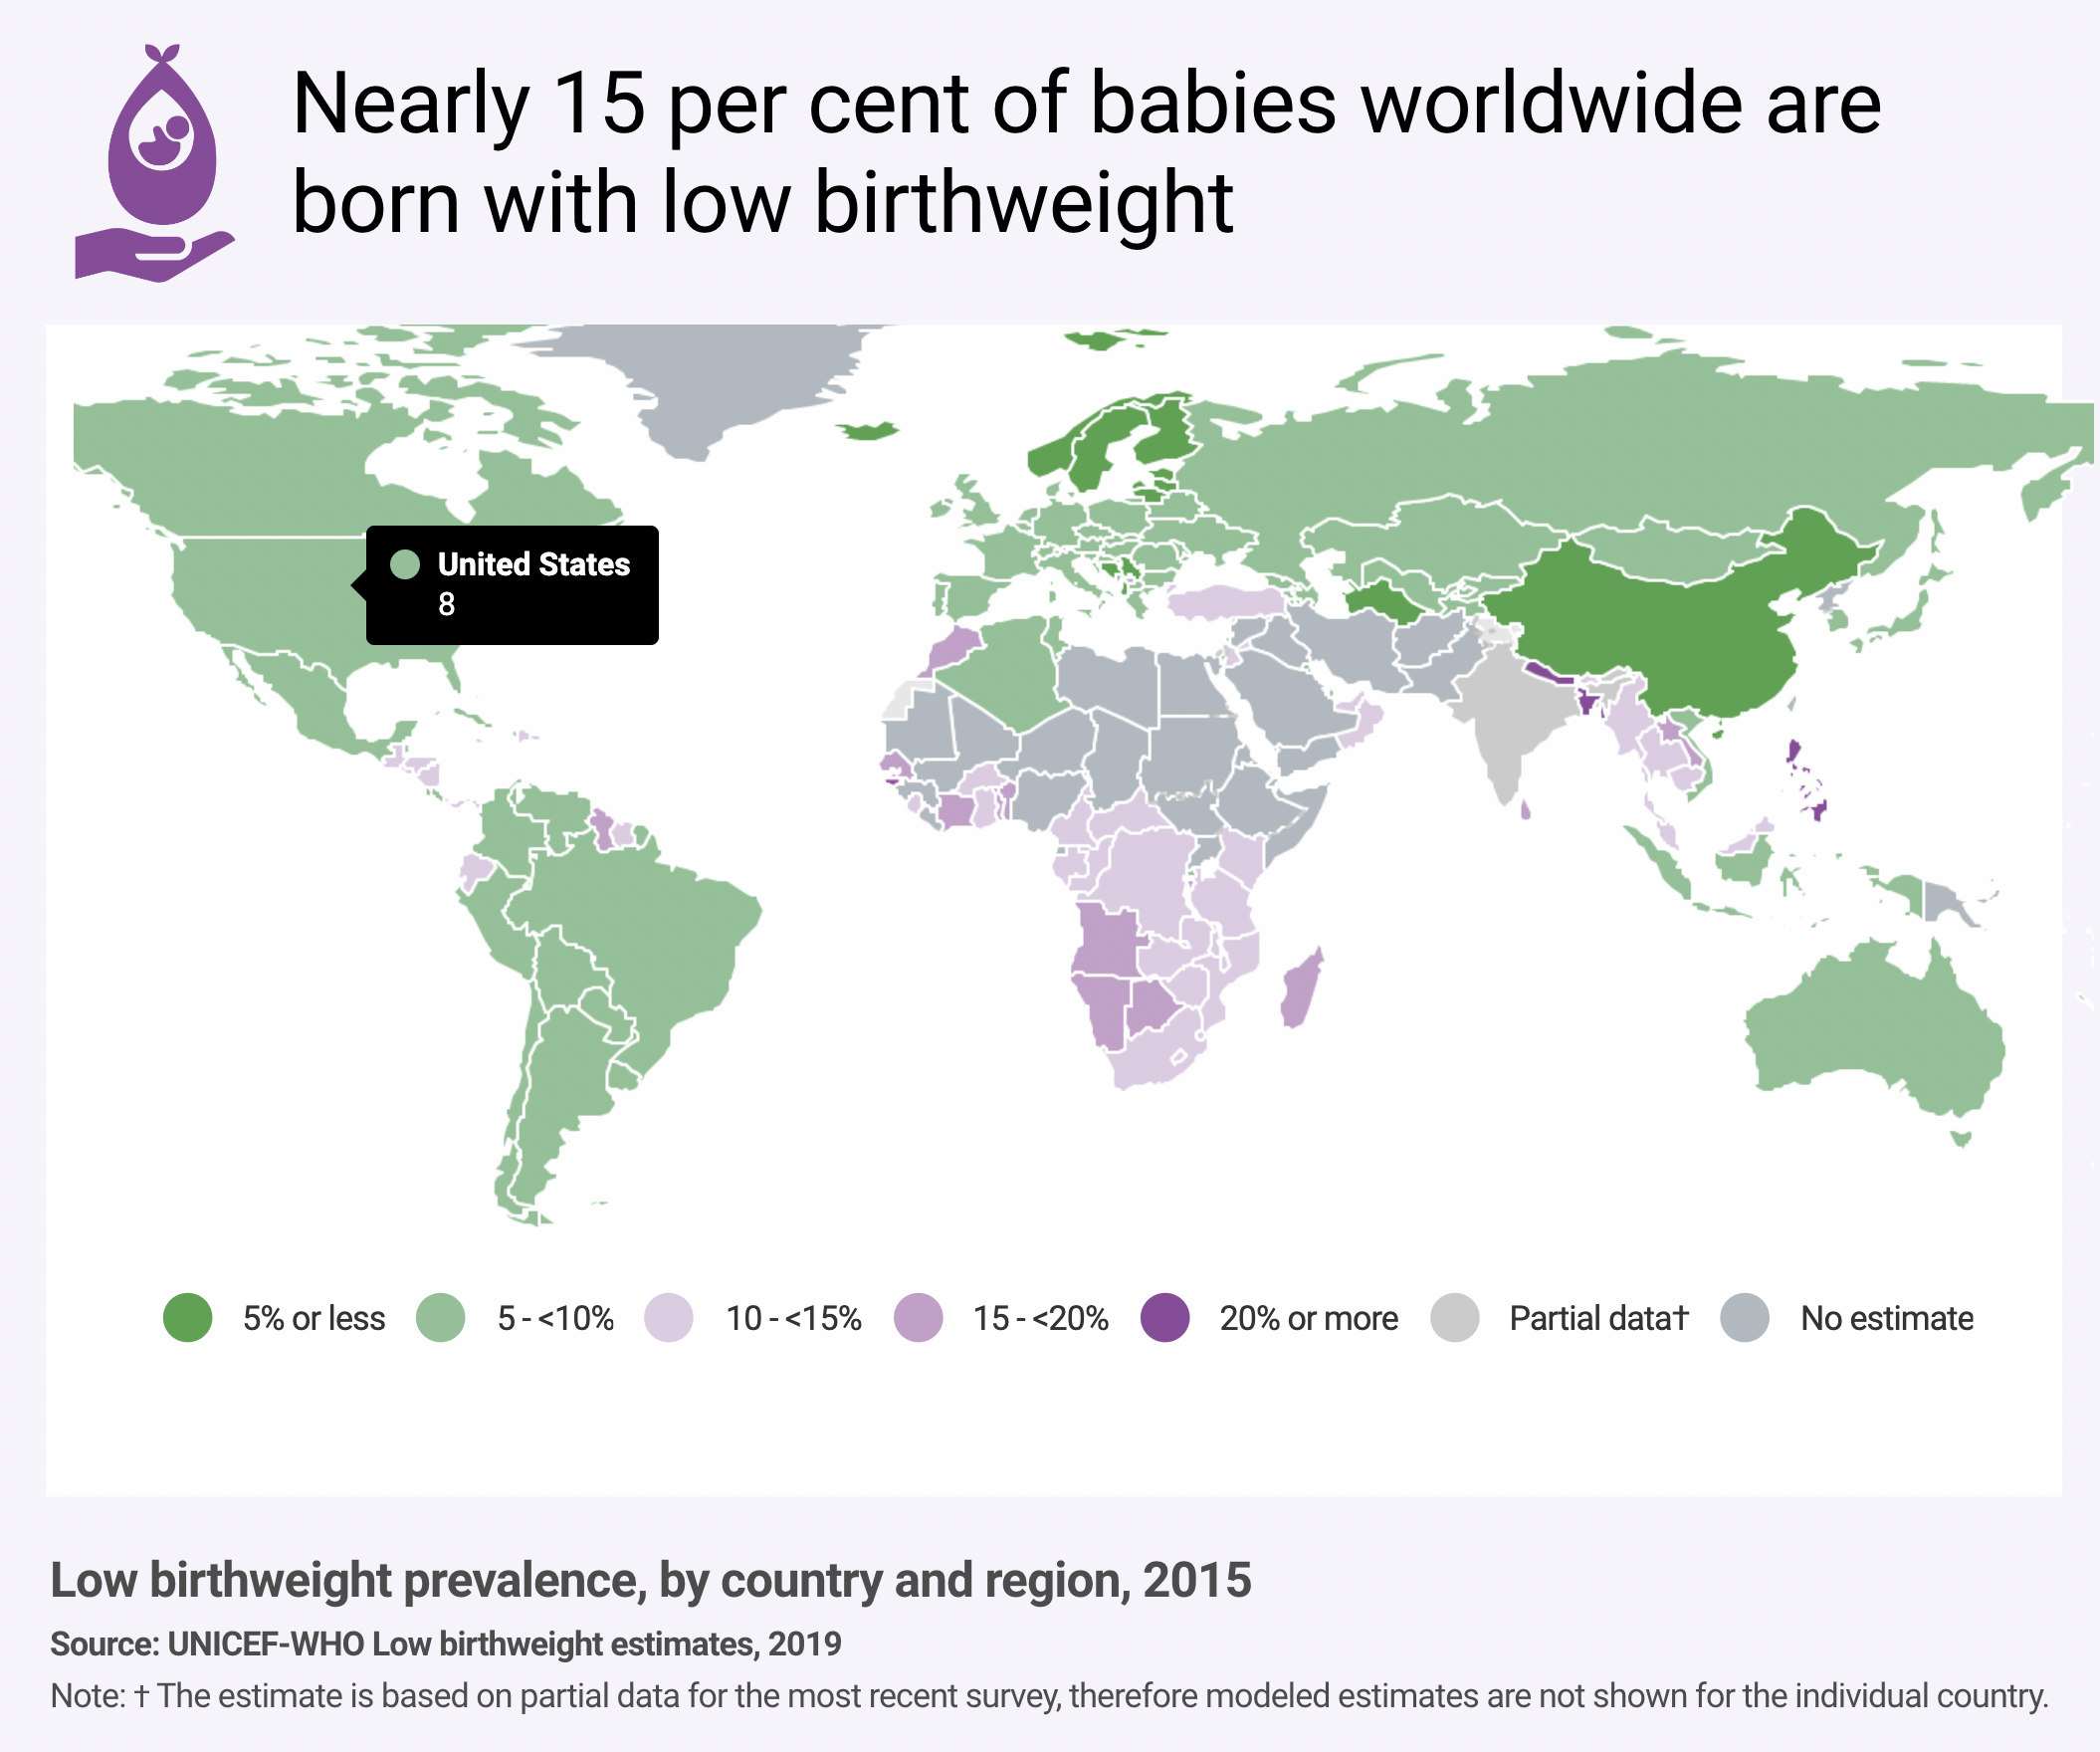 Nearly 15 per cent of babies worldwide are
born with low birthweight
United States
8
5% or less
5 - <10%
10 - <15%
15 - <20%
20% or more
Partial data†
No estimate
Low birthweight prevalence, by country and region, 2015
Source: UNICEF-WHO Low birthweight estimates, 2019
Note: † The estimate is based on partial data for the most recent survey, therefore modeled estimates are not shown for the individual country.